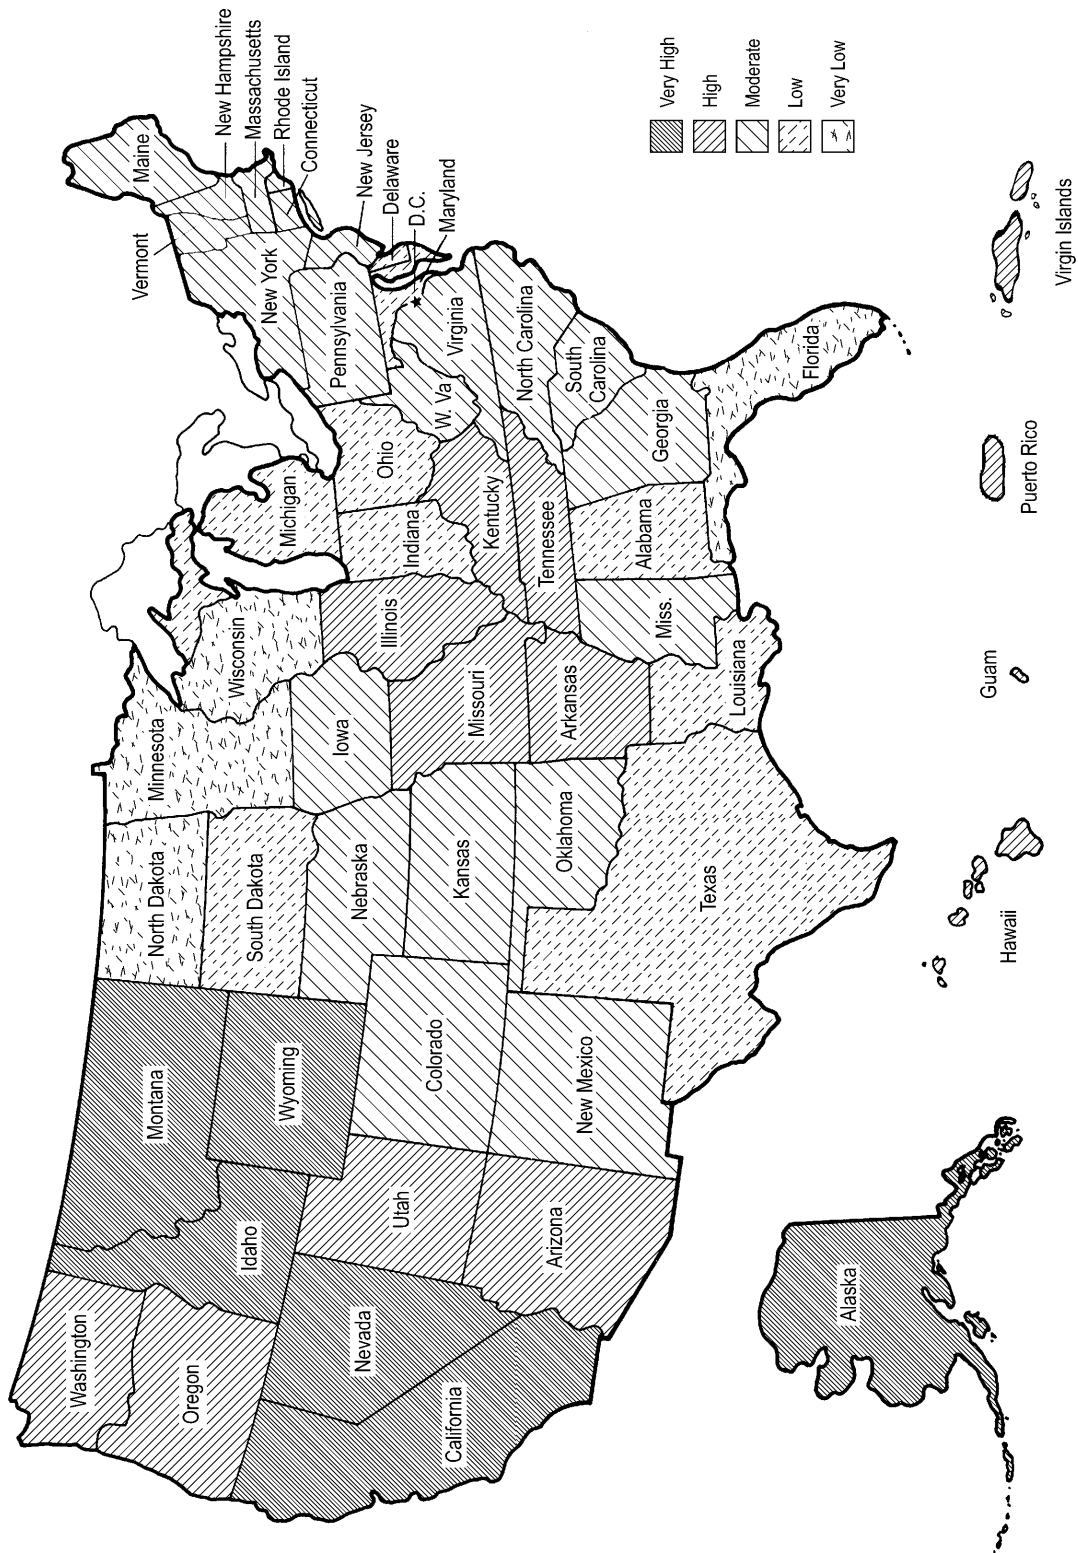 Washington
Oregon
California
Nevada
Idaho
Montana
Wyoming
Utah
Arizona
Colorado
New Mexico
North Dakota
South Dakota
Nebraska
Kansas
Oklahoma
Texas
Minnesota
Iowa
Missouri
Arkansas
Louisiana
Wisconsin
Illinois
Michigan
Indiana
Ohio
Kentucky
Tennessee
Miss.
Alabama
Georgia
Florida
South
Carolina
North Carolina
Virginia
W. Va
Pennsylvania
New York
Vermont
Maine
New Hampshire
Massachusetts
Rhode Island
Connecticut
New Jersey
Delaware
D.C.
Maryland
Alaska
Hawaii
Guam
Puerto Rico
Virgin Islands
Very High
High
Moderate
Low
Very Low